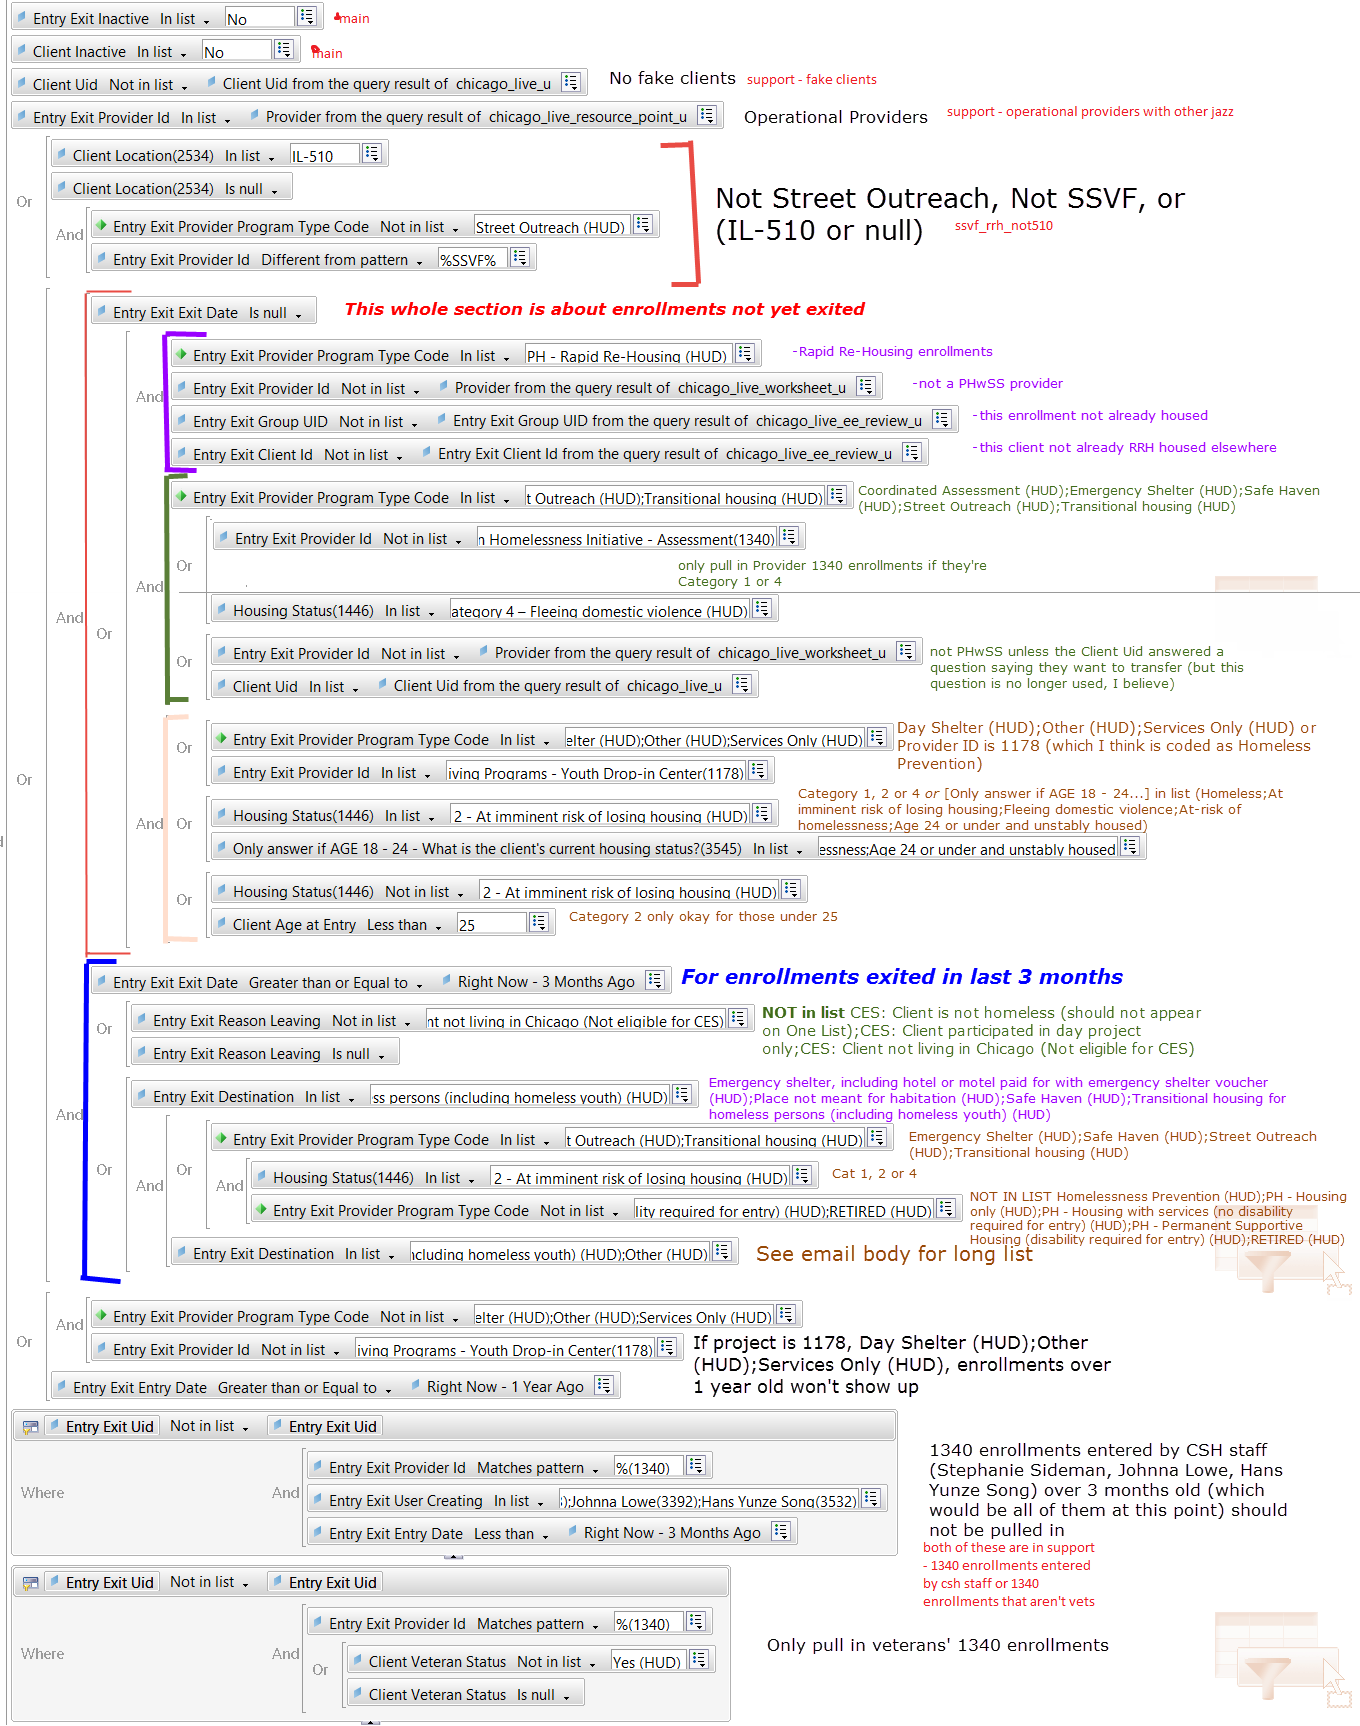 Entry Exit Inactive In list No main
Client Inactive In list No main
Client Uid Not in list Client Uid from the query result of chicago_live_u No fake clients support - fake clients
Entry Exit Provider Id In list Provider from the query result of chicago_live_resource_point_u Operational Providers support - operational providers with other jazz
Client Location(2534) In list IL-510
Client Location(2534) Is null
Or
Not Street Outreach, Not SSVF, or
And Entry Exit Provider Program Type Code Not in list Street Outreach (HUD)
(IL-510 or null) ssvf_rrh_not510
Entry Exit Provider Id Different from pattern %SSVF%
Entry Exit Exit Date Is null This whole section is about enrollments not yet exited
Entry Exit Provider Program Type Code In list PH - Rapid Re-Housing (HUD) -Rapid Re-Housing enrollments
Entry Exit Provider Id Not in list Provider from the query result of chicago_live_worksheet_u -not a PHwSS provider
And
Entry Exit Group UID Not in list Entry Exit Group UID from the query result of chicago_live_ee_review_u -this enrollment not already housed
Entry Exit Client Id Not in list Entry Exit Client Id from the query result of chicago_live_ee_review_u -this client not already RRH housed elsewhere
Entry Exit Provider Program Type Code In list t Outreach (HUD);Transitional housing (HUD)
Coordinated Assessment (HUD);Emergency Shelter (HUD);Safe Haven
(HUD);Street Outreach (HUD);Transitional housing (HUD)
Entry Exit Provider Id Not in list n Homelessness Initiative - Assessment(1340)
Or
only pull in Provider 1340 enrollments if they're
Category 1 or 4
And
Housing Status(1446) In list ategory 4 – Fleeing domestic violence (HUD)
And
Or
Entry Exit Provider Id Not in list Provider from the query result of chicago_live_worksheet_u
Or
Client Uid In list Client Uid from the query result of chicago_live_u
not PHwSS unless the Client Uid answered a
question saying they want to transfer (but this
question is no longer used, I believe)
Or
Entry Exit Provider Program Type Code In list elter (HUD);Other (HUD);Services Only (HUD)
Entry Exit Provider Id In list iving Programs - Youth Drop-in Center(1178)
Day Shelter (HUD);Other (HUD);Services Only (HUD) or
Provider ID is 1178 (which I think is coded as Homeless
Prevention)
Or
And Or
Housing Status(1446) In list 2 - At imminent risk of losing housing (HUD)
Category 1, 2 or 4 or [Only answer if AGE 18 - 24...] in list (Homeless;At
imminent risk of losing housing;Fleeing domestic violence;At-risk of
homelessness;Age 24 or under and unstably housed)
Only answer if AGE 18 - 24 - What is the client's current housing status?(3545) In list essness;Age 24 or under and unstably housed
Or
Housing Status(1446) Not in list 2 - At imminent risk of losing housing (HUD)
Client Age at Entry Less than 25 Category 2 only okay for those under 25
Entry Exit Exit Date Greater than or Equal to Right Now - 3 Months Ago For enrollments exited in last 3 months
Or
Entry Exit Reason Leaving Not in list nt not living in Chicago (Not eligible for CES)
Entry Exit Reason Leaving Is null
NOT in list CES: Client is not homeless (should not appear
on One List);CES: Client participated in day project
only;CES: Client not living in Chicago (Not eligible for CES)
And
Entry Exit Destination In list ss persons (including homeless youth) (HUD)
Emergency shelter, including hotel or motel paid for with emergency shelter voucher
(HUD);Place not meant for habitation (HUD);Safe Haven (HUD);Transitional housing for
homeless persons (including homeless youth) (HUD)
Entry Exit Provider Program Type Code In list t Outreach (HUD);Transitional housing (HUD)
Emergency Shelter (HUD);Safe Haven (HUD);Street Outreach
(HUD);Transitional housing (HUD)
Or
And
Or
And
Housing Status(1446) In list 2 - At imminent risk of losing housing (HUD) Cat 1, 2 or 4
Entry Exit Provider Program Type Code Not in list lity required for entry) (HUD);RETIRED (HUD)
NOT IN LIST Homelessness Prevention (HUD);PH - Housing
only (HUD);PH - Housing with services (no disability
required for entry) (HUD);PH - Permanent Supportive
Housing (disability required for entry) (HUD);RETIRED (HUD)
Entry Exit Destination In list ncluding homeless youth) (HUD);Other (HUD) See email body for long list
Or
And
Entry Exit Provider Program Type Code Not in list elter (HUD);Other (HUD);Services Only (HUD)
Entry Exit Provider Id Not in list iving Programs - Youth Drop-in Center(1178)
Entry Exit Entry Date Greater than or Equal to Right Now - 1 Year Ago
If project is 1178, Day Shelter (HUD);Other
(HUD);Services Only (HUD), enrollments over
1 year old won't show up
Entry Exit Uid Not in list Entry Exit Uid
Where And
Entry Exit Provider Id Matches pattern %(1340)
Entry Exit User Creating In list );Johnna Lowe(3392);Hans Yunze Song(3532)
Entry Exit Entry Date Less than Right Now - 3 Months Ago
1340 enrollments entered by CSH staff
(Stephanie Sideman, Johnna Lowe, Hans
Yunze Song) over 3 months old (which
would be all of them at this point) should
not be pulled in
both of these are in support
- 1340 enrollments entered
by csh staff or 1340
enrollments that aren't vets
Entry Exit Uid Not in list Entry Exit Uid
Where And
Entry Exit Provider Id Matches pattern %(1340)
Or
Client Veteran Status Not in list Yes (HUD)
Client Veteran Status Is null
Only pull in veterans' 1340 enrollments